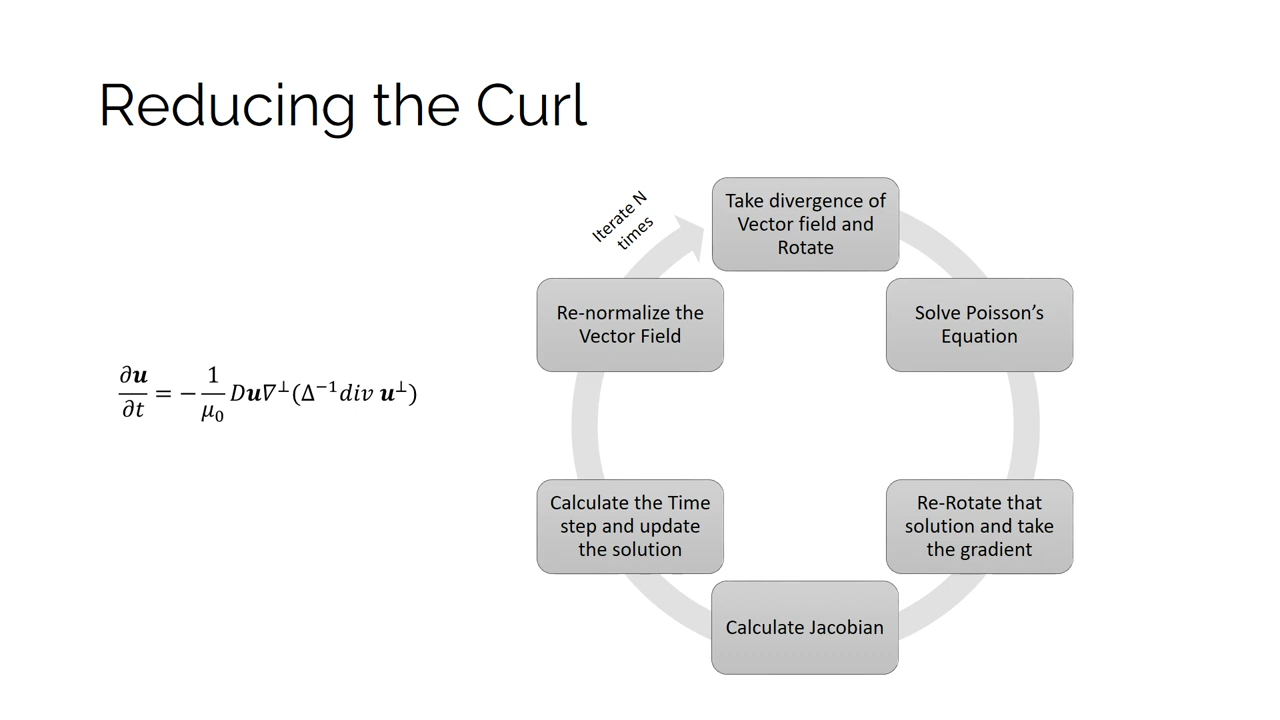 Reducing the Curl
Iterate N
times
Take divergence of
Vector field and
Rotate
Solve Poisson’s
Equation
Re-Rotate that
solution and take
the gradient
Calculate Jacobian
Calculate the Time
step and update
the solution
Re-normalize the
Vector Field
∂𝒖/∂t = − 1/μ₀ D𝒖∇⊥(Δ⁻¹div 𝒖⊥)